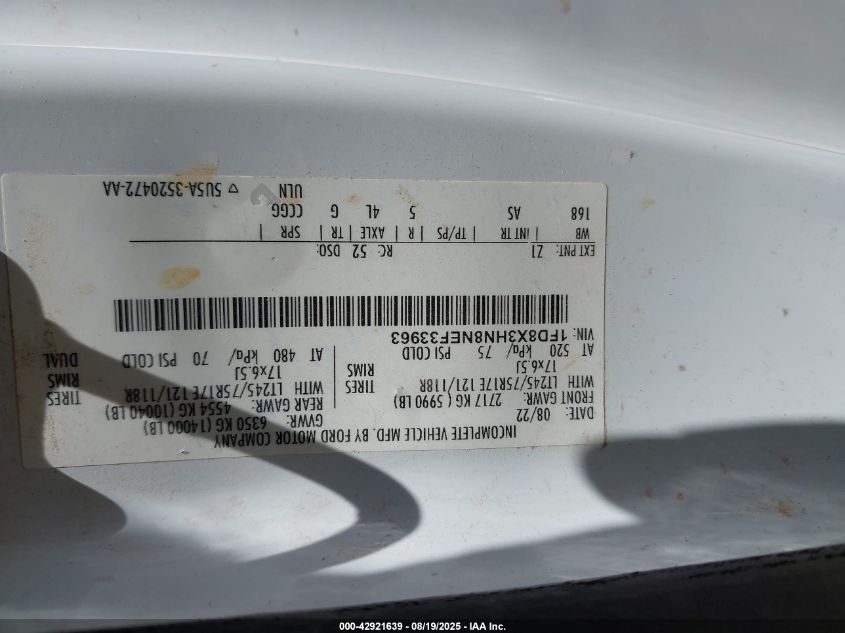 INCOMPLETE VEHICLE MFD. BY FORD MOTOR COMPANY
DATE: 08/22 GVWR: 6350 KG (14000 LB)
FRONT GAWR: 2717 KG (5990 LB) REAR GAWR: 4554 KG (10040 LB)
WITH LT245/75R17E 121/118R TIRES WITH LT245/75R17E 121/118R TIRES
17x6.5J RIMS 17x6.5J RIMS
AT 520 kPa/ 75 PSI COLD AT 480 kPa/ 70 PSI COLD DUAL
VIN: 1FD8X3HN8NEF33963
EXT PNT: Z1 RC: 52 DSO:
WB | INT TR | TP/PS | R | AXLE | TR | SPR |
168 AS 5 4L G CCGG
ULN ▽ 5U5A-3520472-AA
000-42921639 - 08/19/2025 - IAA Inc.